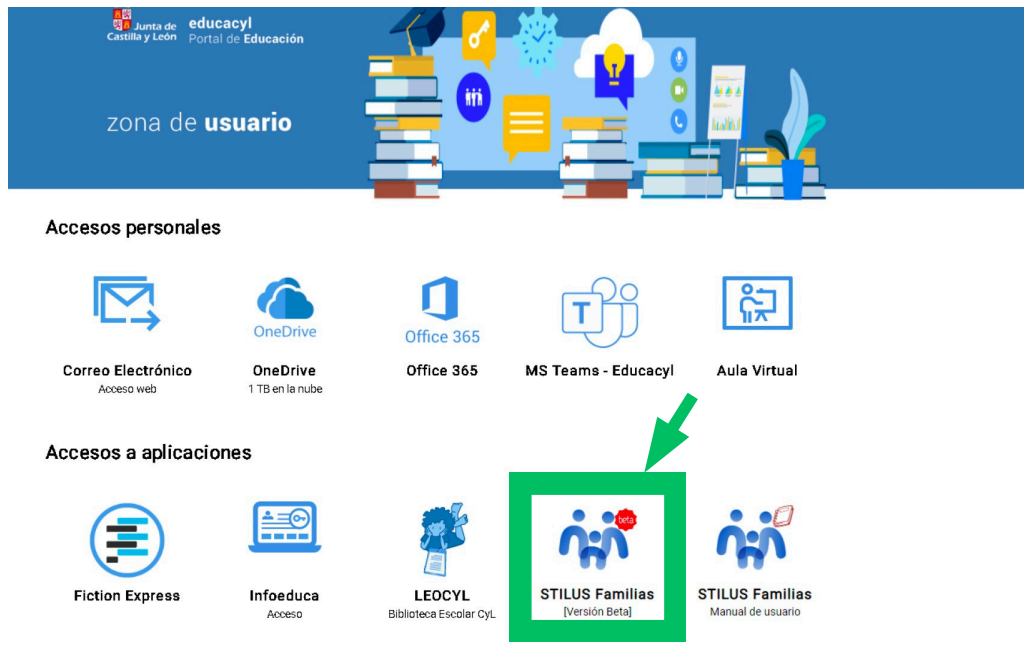 Junta de
Castilla y León
educacyl
Portal de Educación
zona de usuario
Accesos personales
OneDrive
Office 365
T
Correo Electrónico
Acceso web
OneDrive
1 TB en la nube
Office 365
MS Teams - Educacyl
Aula Virtual
Accesos a aplicaciones
beta
Fiction Express
Infoeduca
Acceso
LEOCYL
Biblioteca Escolar CyL
STILUS Familias
[Versión Beta]
STILUS Familias
Manual de usuario